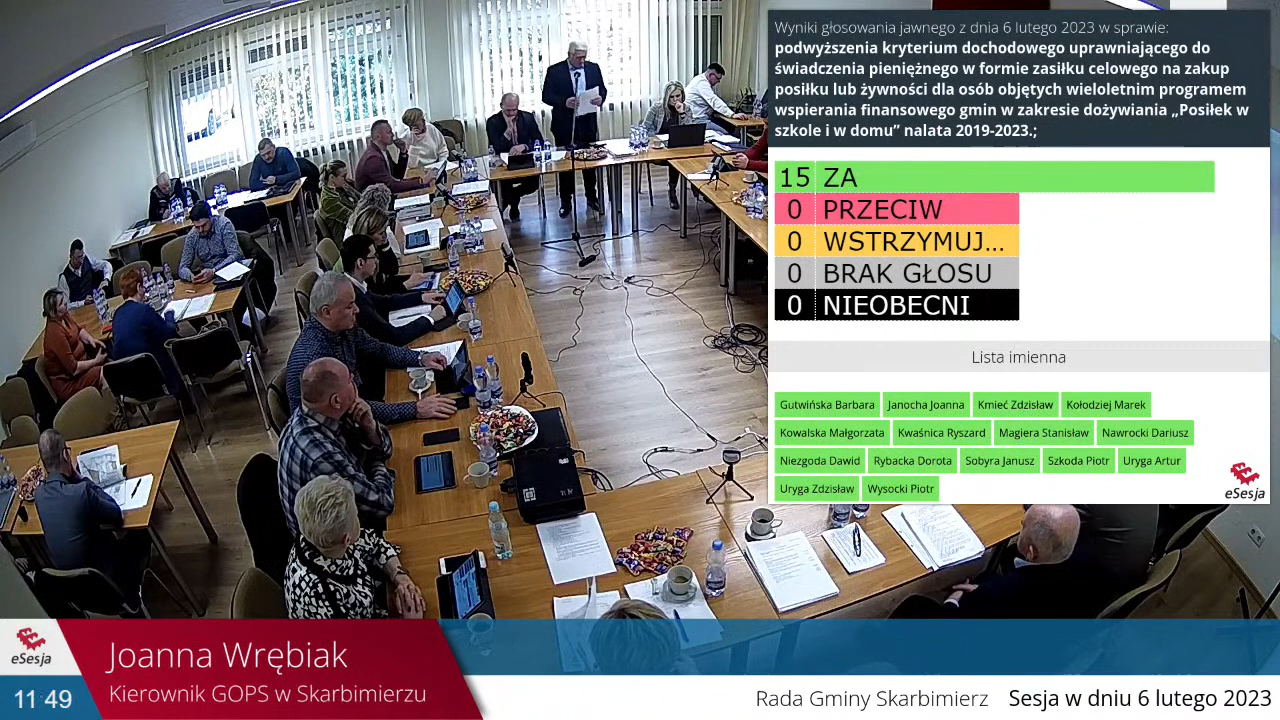 Wyniki głosowania jawnego z dnia 6 lutego 2023 w sprawie:
podwyższenia kryterium dochodowego uprawniającego do
świadczenia pieniężnego w formie zasiłku celowego na zakup
posiłku lub żywności dla osób objętych wieloletnim programem
wspierania finansowego gmin w zakresie dożywiania „Posiłek w
szkole i w domu” nalata 2019-2023.;
15 ZA
0 PRZECIW
0 WSTRZYMUJ...
0 BRAK GŁOSU
0 NIEOBECNI
Lista imienna
Gutwińska Barbara Janocha Joanna Kmieć Zdzisław Kołodziej Marek
Kowalska Małgorzata Kwaśnica Ryszard Magiera Stanisław Nawrocki Dariusz
Niezgoda Dawid Rybacka Dorota Sobyra Janusz Szkoda Piotr Uryga Artur
Uryga Zdzisław Wysocki Piotr
eSesja
eSesja
Joanna Wrębiak
Kierownik GOPS w Skarbimierzu
11:49
Rada Gminy Skarbimierz Sesja w dniu 6 lutego 2023